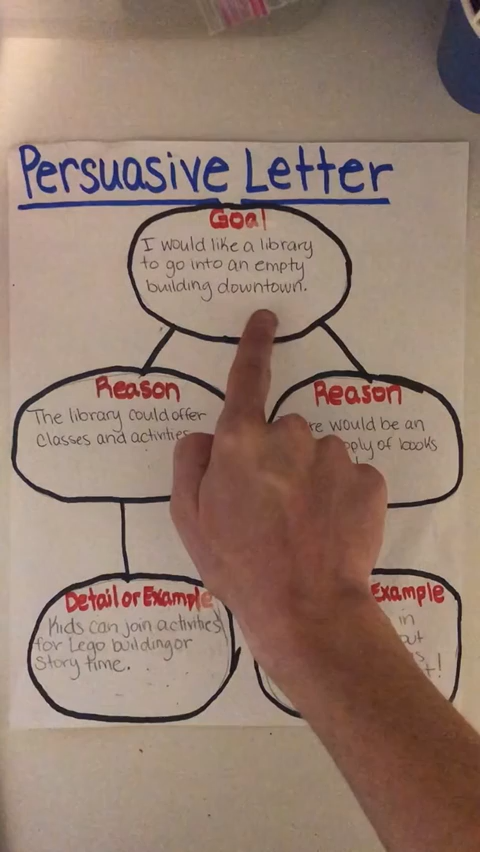 Persuasive Letter
Goal
I would like a library
to go into an empty
building downtown.
Reason
The library could offer
classes and activities
Reason
would be an
of books
Detail or Example
Kids can join activities
for Lego building or
Story time.
Example
in